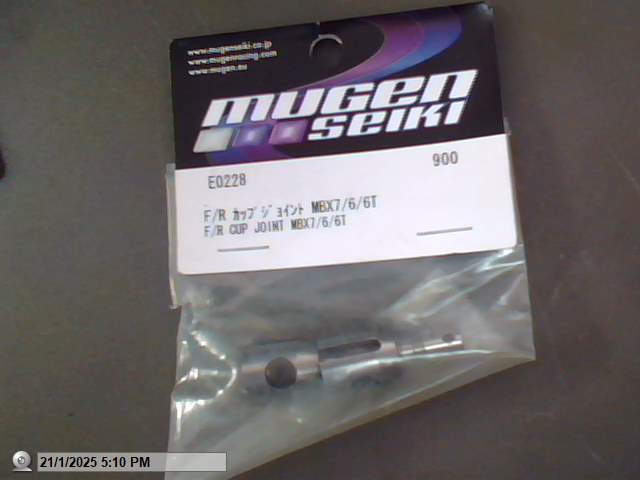 www.mugenseiki.co.jp
www.mugenracing.com
www.mugen.eu
mugen
seiki
E0228
900
F/R カップジョイント MBX7/6/6T
F/R CUP JOINT MBX7/6/6T
21/1/2025 5:10 PM